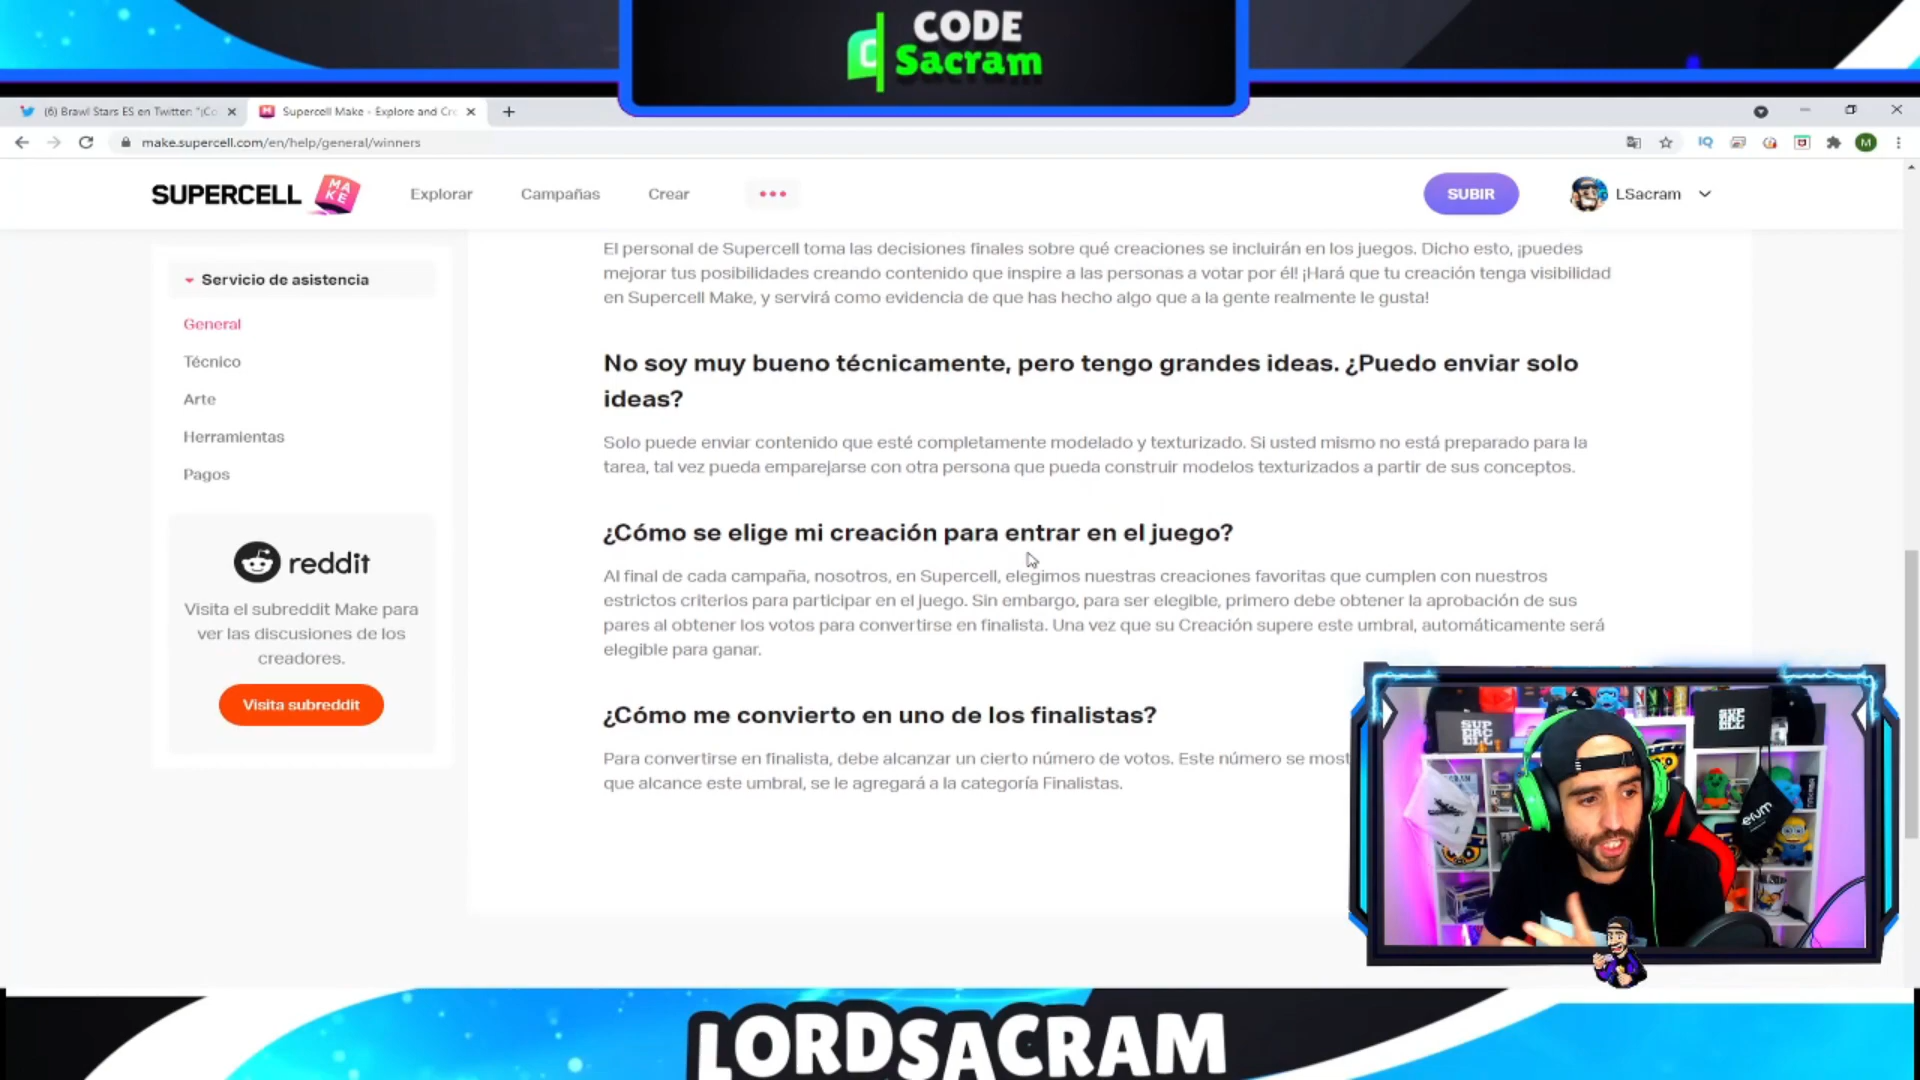 CODE
Sacram
(6) Brawl Stars ES en Twitter: "¡Co
Supercell Make - Explore and Cre
make.supercell.com/en/help/general/winners
IQ
M
SUPERCELL MAKE
Explorar
Campañas
Crear
SUBIR
LSacram
Servicio de asistencia
General
Técnico
Arte
Herramientas
Pagos
reddit
Visita el subreddit Make para
ver las discusiones de los
creadores.
Visita subreddit
El personal de Supercell toma las decisiones finales sobre qué creaciones se incluirán en los juegos. Dicho esto, ¡puedes
mejorar tus posibilidades creando contenido que inspire a las personas a votar por él! ¡Hará que tu creación tenga visibilidad
en Supercell Make, y servirá como evidencia de que has hecho algo que a la gente realmente le gusta!
No soy muy bueno técnicamente, pero tengo grandes ideas. ¿Puedo enviar solo
ideas?
Solo puede enviar contenido que esté completamente modelado y texturizado. Si usted mismo no está preparado para la
tarea, tal vez pueda emparejarse con otra persona que pueda construir modelos texturizados a partir de sus conceptos.
¿Cómo se elige mi creación para entrar en el juego?
Al final de cada campaña, nosotros, en Supercell, elegimos nuestras creaciones favoritas que cumplen con nuestros
estrictos criterios para participar en el juego. Sin embargo, para ser elegible, primero debe obtener la aprobación de sus
pares al obtener los votos para convertirse en finalista. Una vez que su Creación supere este umbral, automáticamente será
elegible para ganar.
¿Cómo me convierto en uno de los finalistas?
Para convertirse en finalista, debe alcanzar un cierto número de votos. Este número se most
que alcance este umbral, se le agregará a la categoría Finalistas.
SUP
ERC
ELL
LORDSACRAM